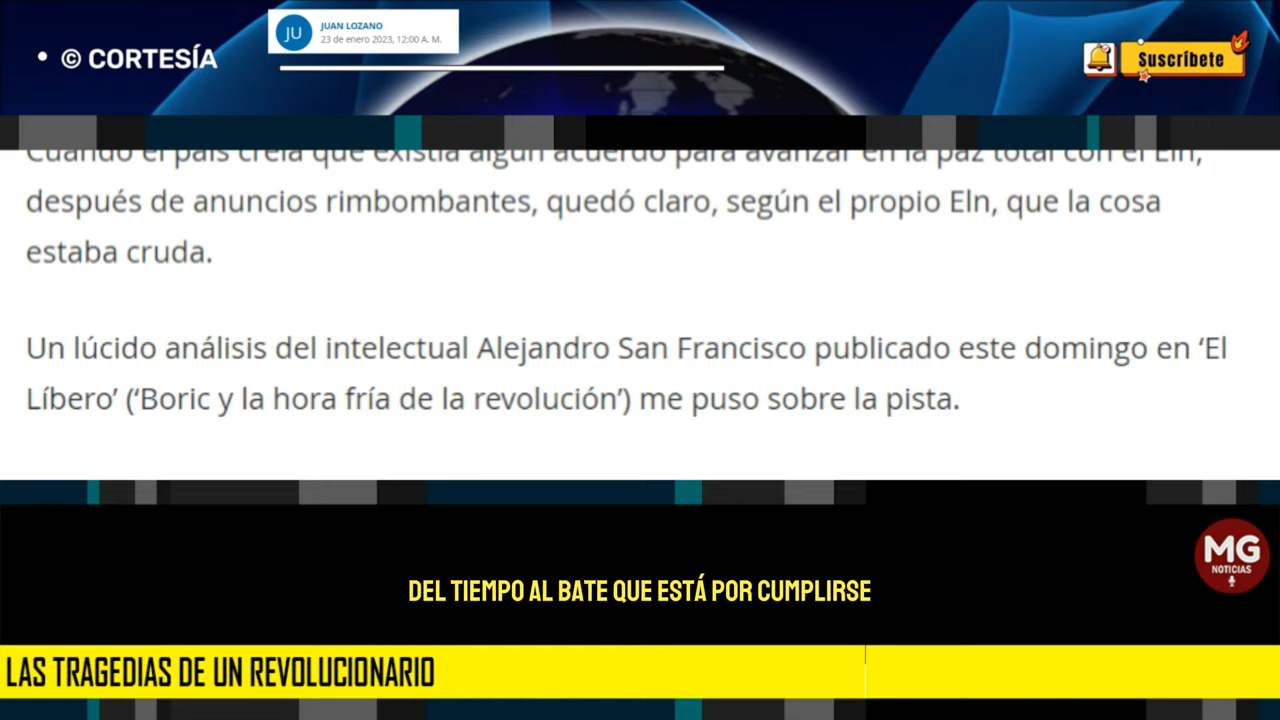 • © CORTESÍA
JU
JUAN LOZANO
23 de enero 2023, 12:00 A. M.
Suscríbete
Cuando el país creía que existía algún acuerdo para avanzar en la paz total con el Eln,
después de anuncios rimbombantes, quedó claro, según el propio Eln, que la cosa
estaba cruda.
Un lúcido análisis del intelectual Alejandro San Francisco publicado este domingo en ‘El
Líbero’ (‘Boric y la hora fría de la revolución’) me puso sobre la pista.
MG
NOTICIAS
DEL TIEMPO AL BATE QUE ESTÁ POR CUMPLIRSE
LAS TRAGEDIAS DE UN REVOLUCIONARIO